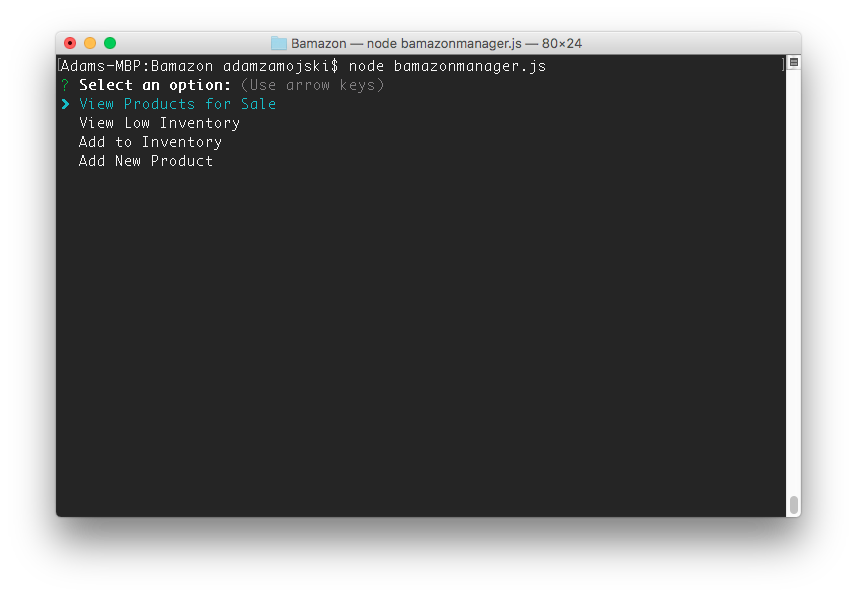 Bamazon — node bamazonmanager.js — 80×24
[Adams-MBP:Bamazon adamzamojski$ node bamazonmanager.js ]
? Select an option: (Use arrow keys)
❯ View Products for Sale
View Low Inventory
Add to Inventory
Add New Product